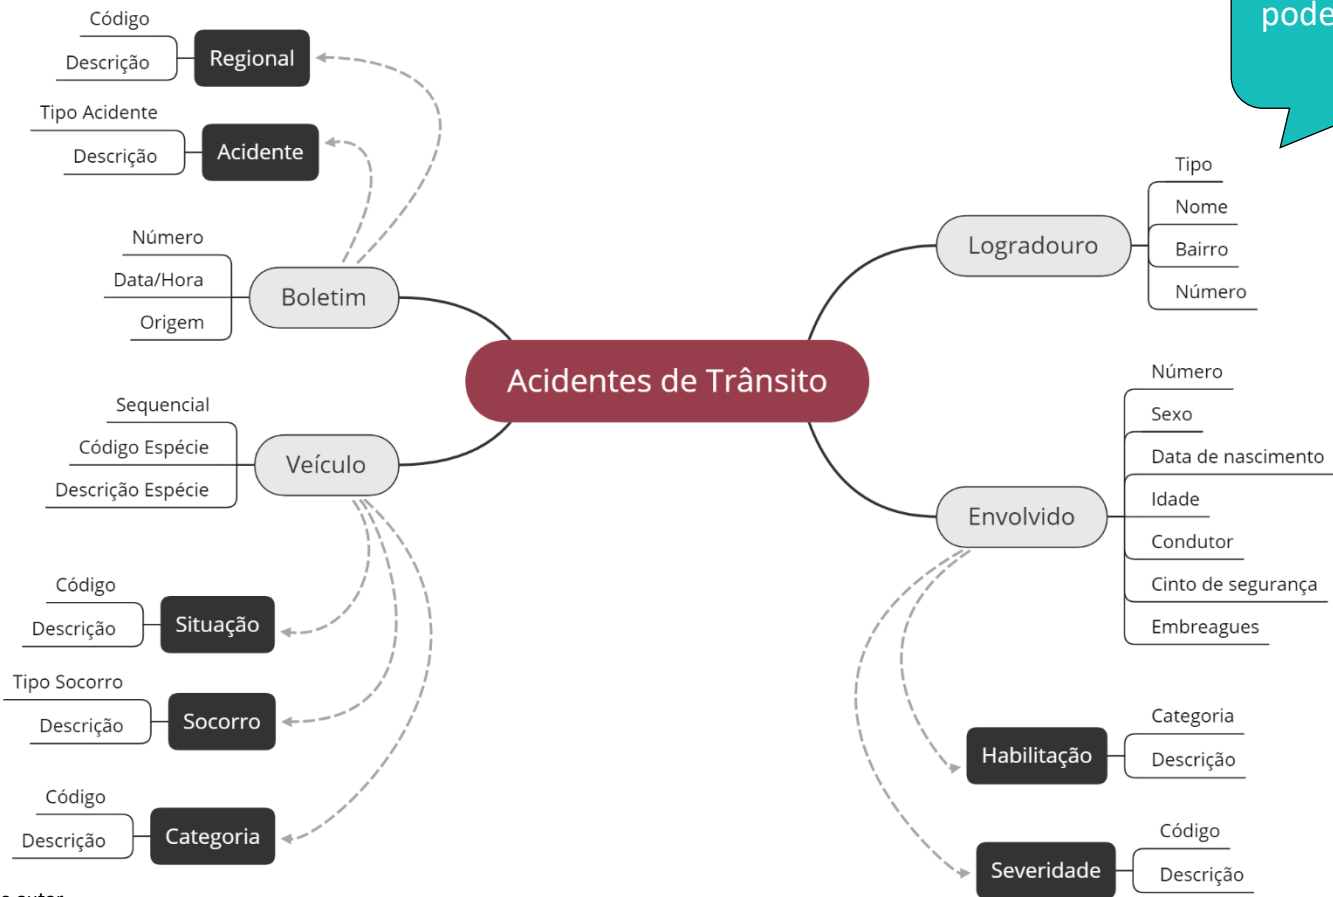 pode
Código
Descrição
Regional
Tipo Acidente
Descrição
Acidente
Número
Data/Hora
Origem
Boletim
Sequencial
Código Espécie
Descrição Espécie
Veículo
Código
Descrição
Situação
Tipo Socorro
Descrição
Socorro
Código
Descrição
Categoria
Acidentes de Trânsito
Logradouro
Tipo
Nome
Bairro
Número
Envolvido
Número
Sexo
Data de nascimento
Idade
Condutor
Cinto de segurança
Embreagues
Habilitação
Categoria
Descrição
Severidade
Código
Descrição